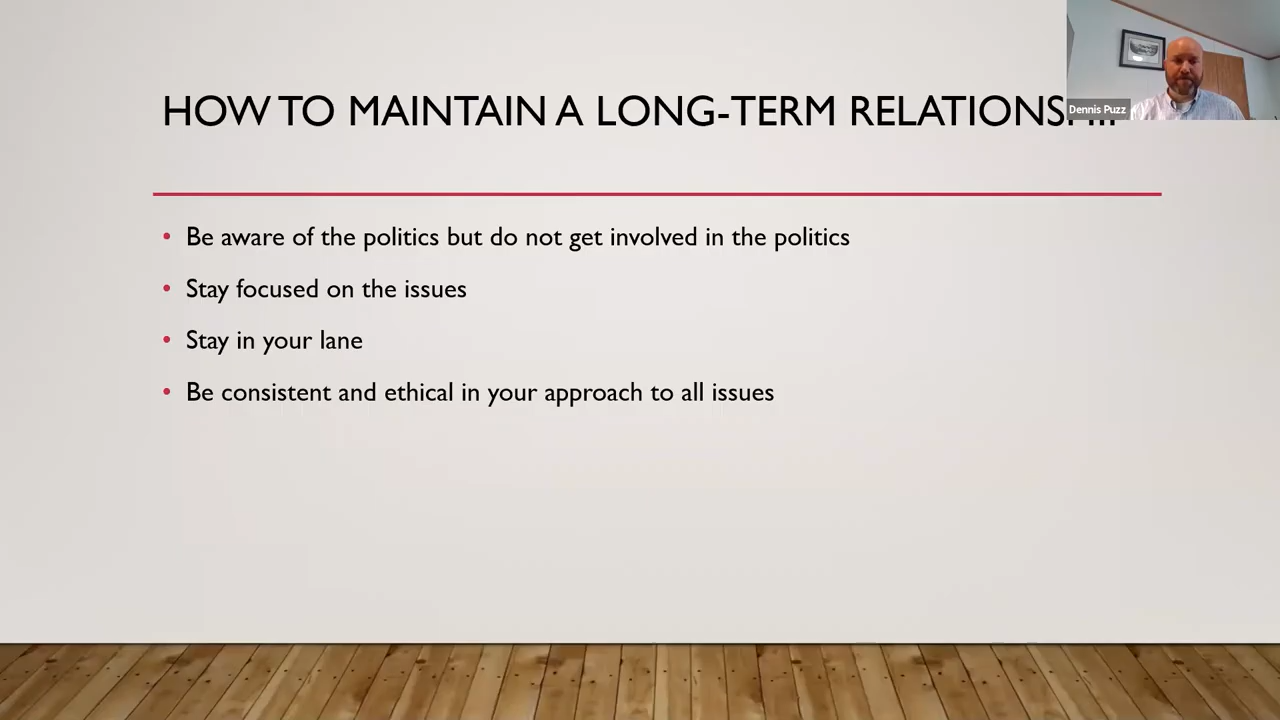 HOW TO MAINTAIN A LONG-TERM
Dennis Puzz
Be aware of the politics but do not get involved in the politics
Stay focused on the issues
Stay in your lane
Be consistent and ethical in your approach to all issues